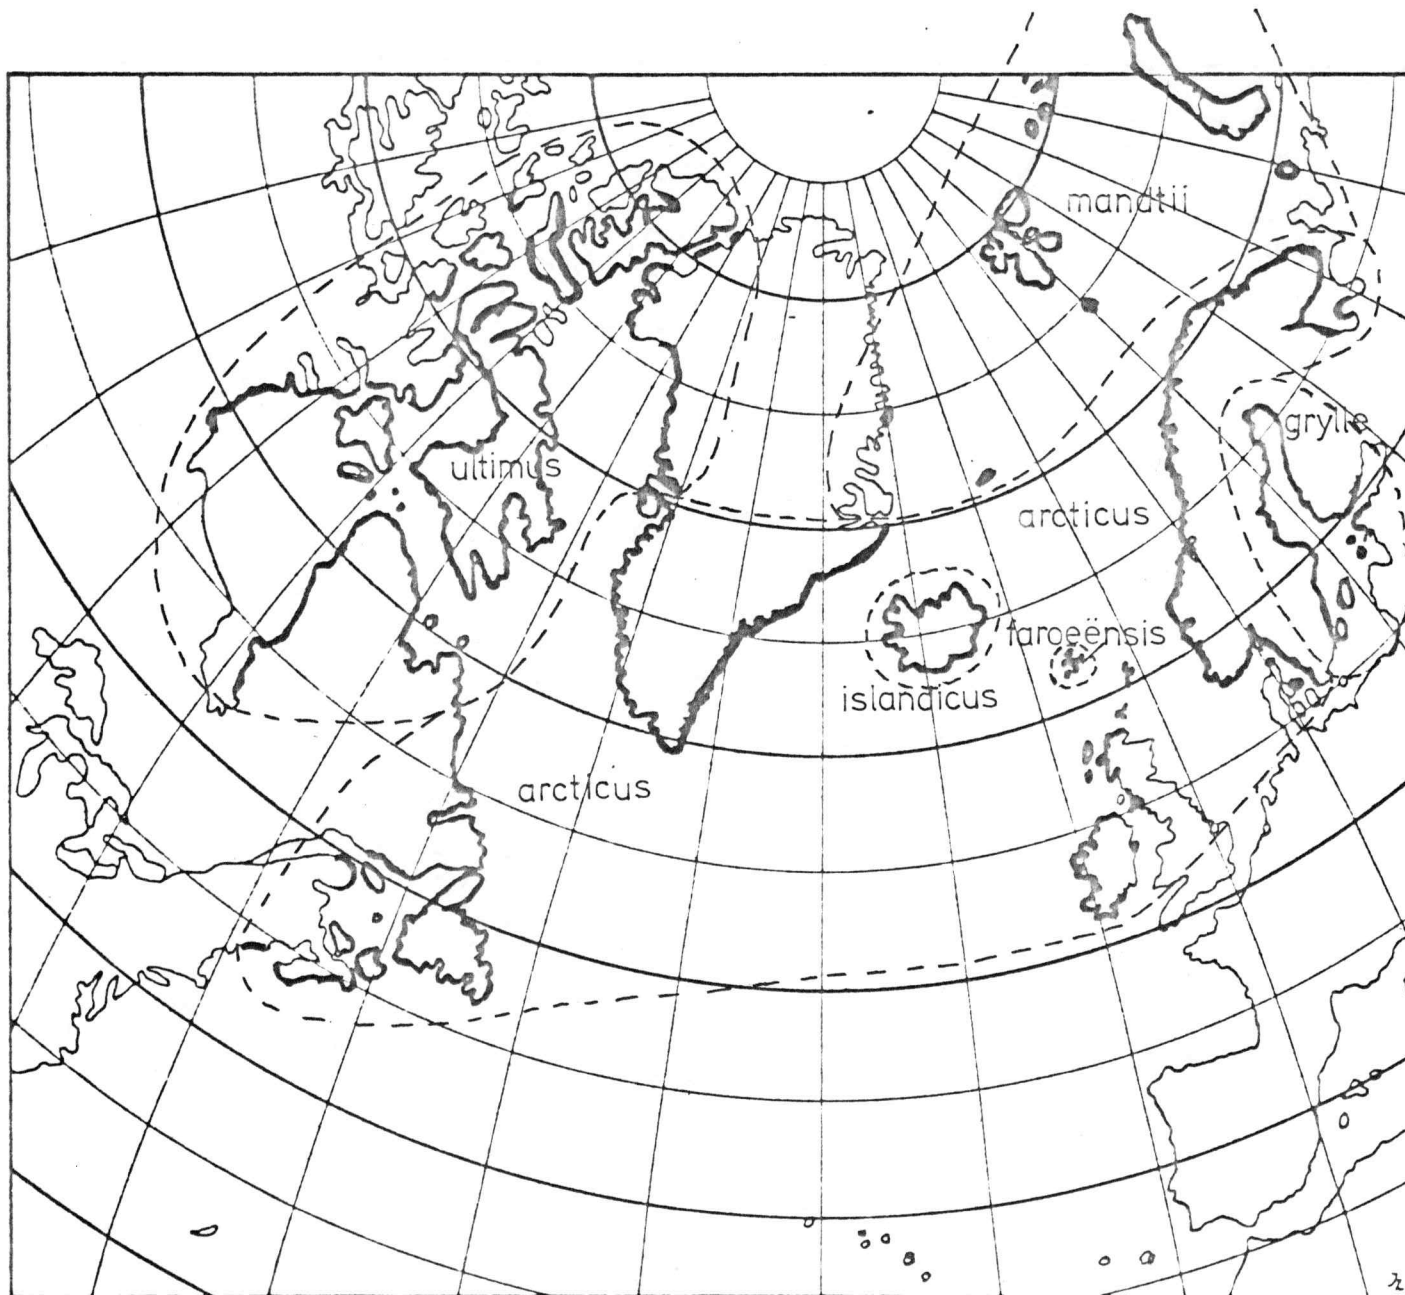 mandtii
grylle
ultimus
arcticus
faroeënsis
islandicus
arcticus